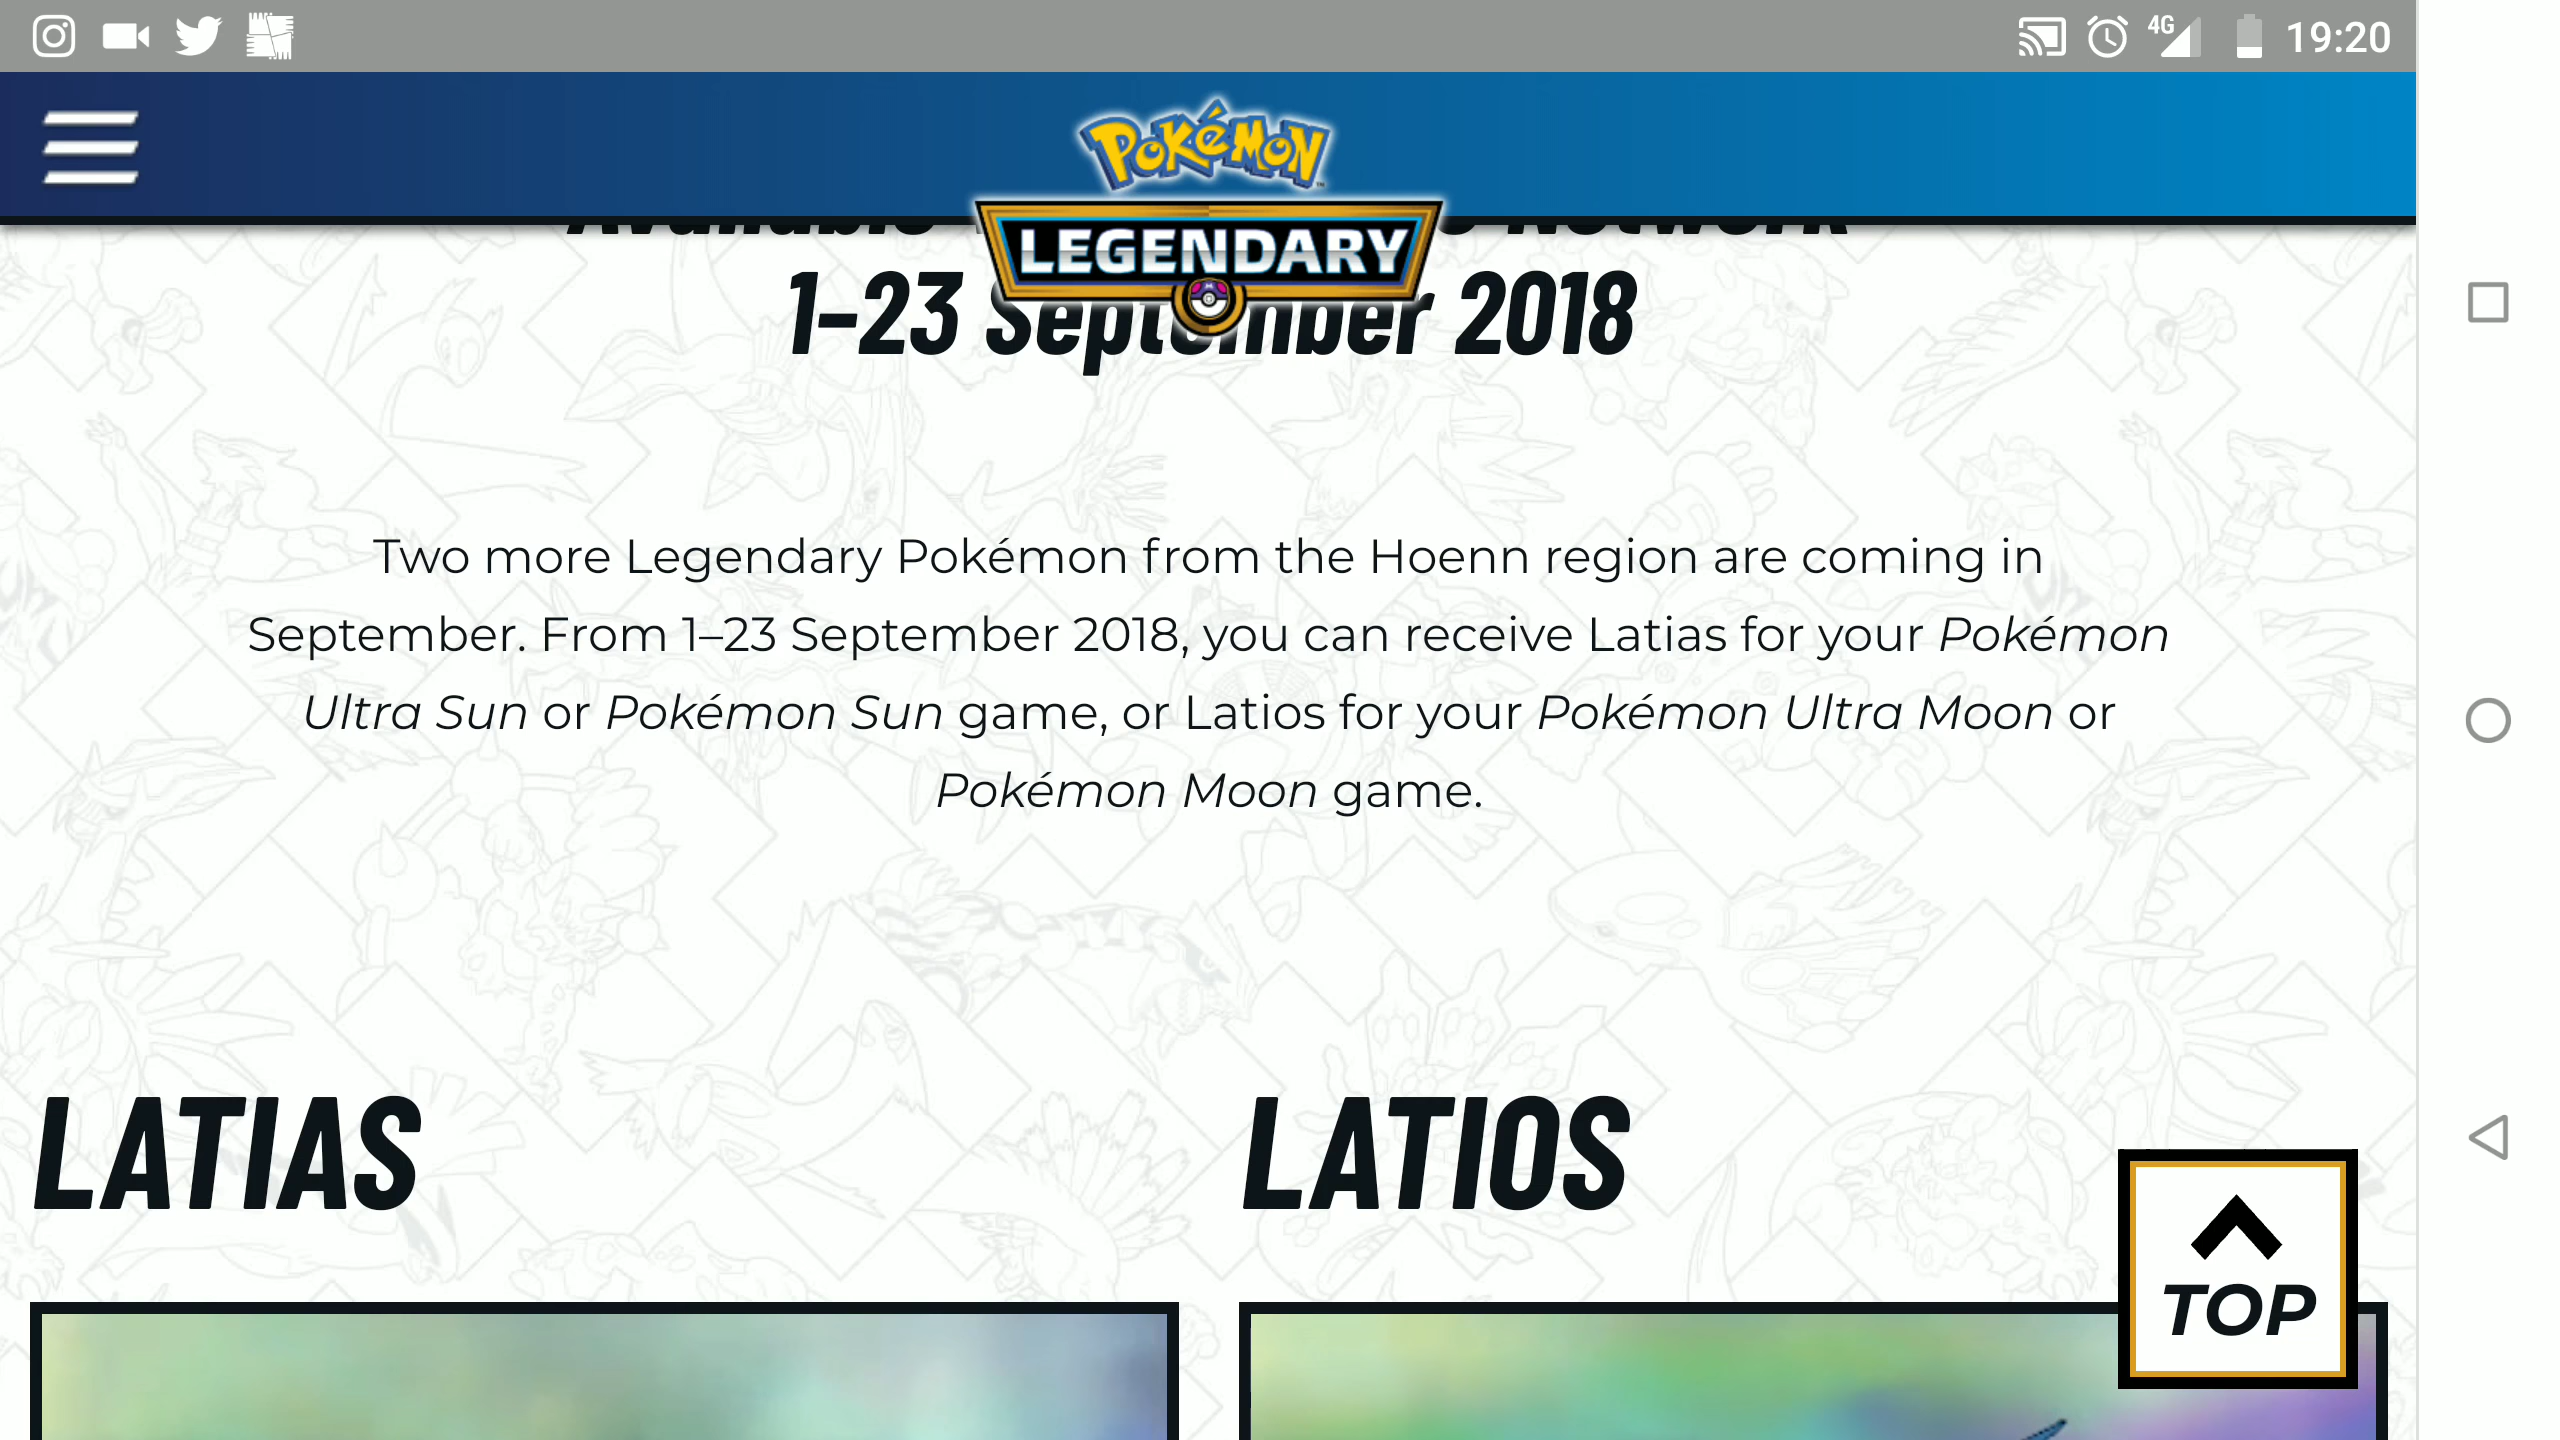 4G 19:20
Pokémon
LEGENDARY
1–23 September 2018
Two more Legendary Pokémon from the Hoenn region are coming in
September. From 1–23 September 2018, you can receive Latias for your Pokémon
Ultra Sun or Pokémon Sun game, or Latios for your Pokémon Ultra Moon or
Pokémon Moon game.
LATIAS LATIOS
TOP